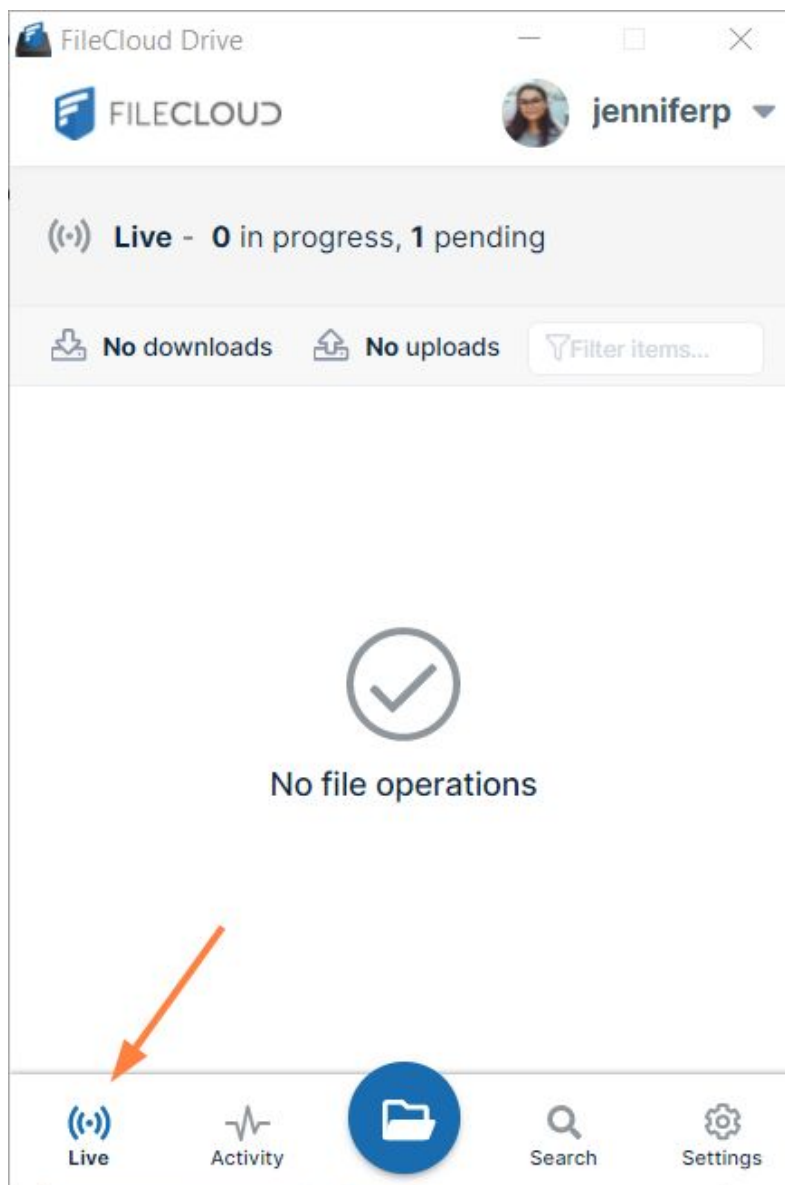 FileCloud Drive
FILECLOUD
jenniferp
Live - 0 in progress, 1 pending
No downloads No uploads Filter items...
No file operations
Live Activity Search Settings